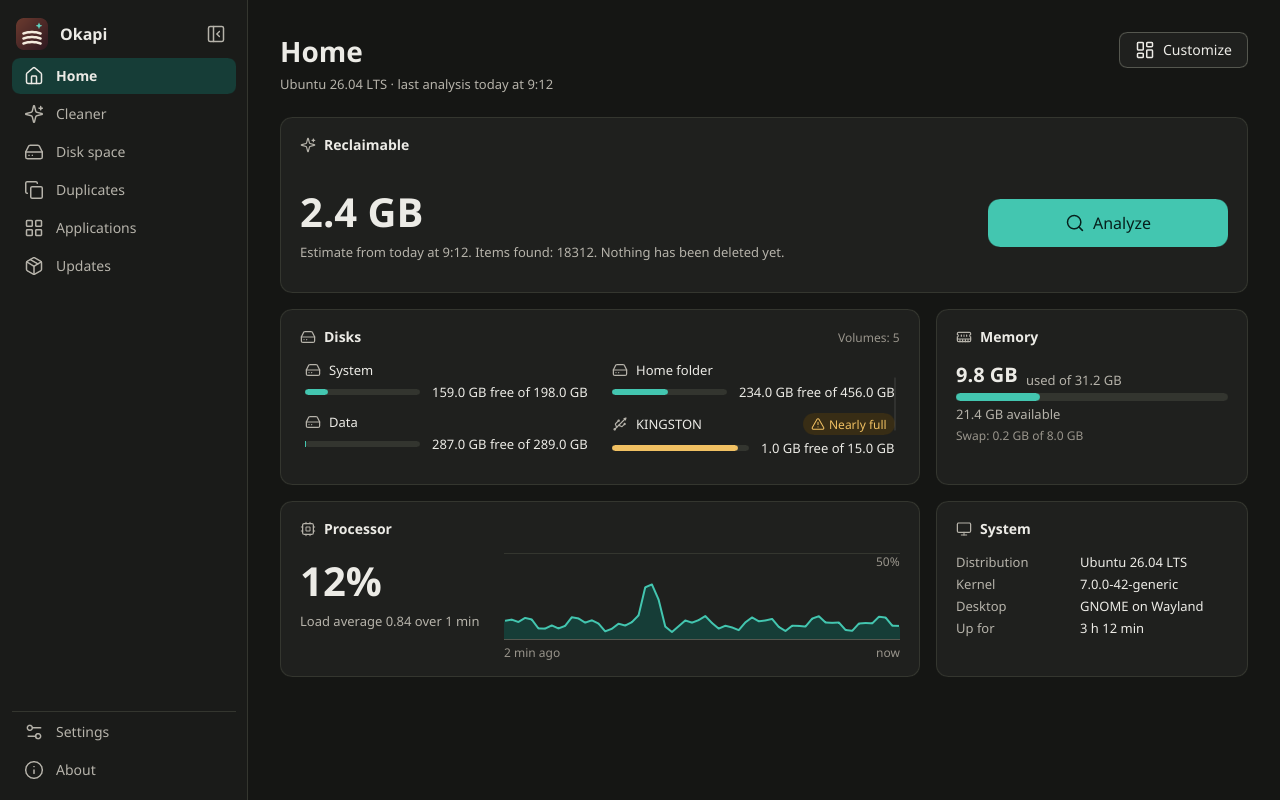 Okapi
Home
Cleaner
Disk space
Duplicates
Applications
Updates
Settings
About
Home
Customize
Ubuntu 26.04 LTS · last analysis today at 9:12
Reclaimable
2.4 GB
Analyze
Estimate from today at 9:12. Items found: 18312. Nothing has been deleted yet.
Disks
Volumes: 5
System
159.0 GB free of 198.0 GB
Home folder
234.0 GB free of 456.0 GB
Data
287.0 GB free of 289.0 GB
KINGSTON
Nearly full
1.0 GB free of 15.0 GB
Memory
9.8 GB used of 31.2 GB
21.4 GB available
Swap: 0.2 GB of 8.0 GB
Processor
12%
Load average 0.84 over 1 min
50%
2 min ago
now
System
Distribution Ubuntu 26.04 LTS
Kernel 7.0.0-42-generic
Desktop GNOME on Wayland
Up for 3 h 12 min